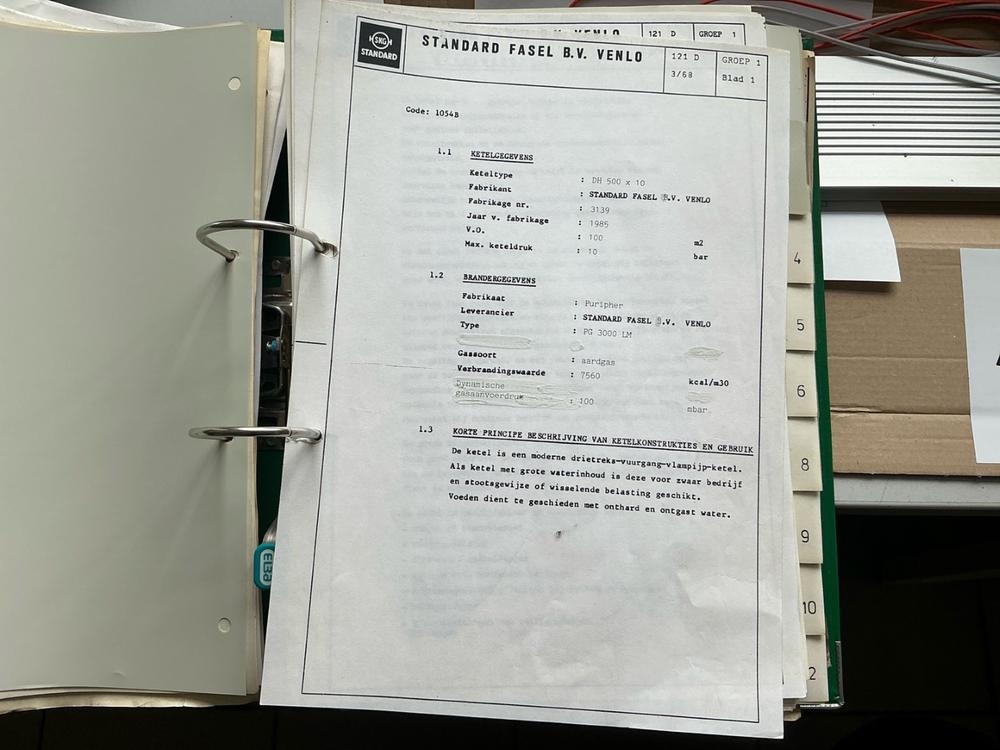 121 D
GROEP 1
SKG
STANDARD
STANDARD FASEL B.V. VENLO
121 D
3/68
GROEP 1
Blad 1
Code: 1054B
1.1 KETELGEGEVENS
Keteltype : DH 500 x 10
Fabrikant : STANDARD FASEL B.V. VENLO
Fabrikage nr. : 3139
Jaar v. fabrikage : 1985
V.O. : 100 m2
Max. keteldruk : 10 bar
1.2 BRANDERGEGEVENS
Fabrikaat : Puripher
Leverancier : STANDARD FASEL B.V. VENLO
Type : PG 3000 LM
Gassoort : aardgas
Verbrandingswaarde : 7560 kcal/m30
Dynamische
gasaanvoerdruk : 100 mbar.
1.3 KORTE PRINCIPE BESCHRIJVING VAN KETELKONSTRUKTIES EN GEBRUIK
De ketel is een moderne drietreks-vuurgang-vlampijp-ketel.
Als ketel met grote waterinhoud is deze voor zwaar bedrijf
en stootsgewijze of wisselende belasting geschikt.
Voeden dient te geschieden met onthard en ontgast water.
4
5
6
8
9
10
2